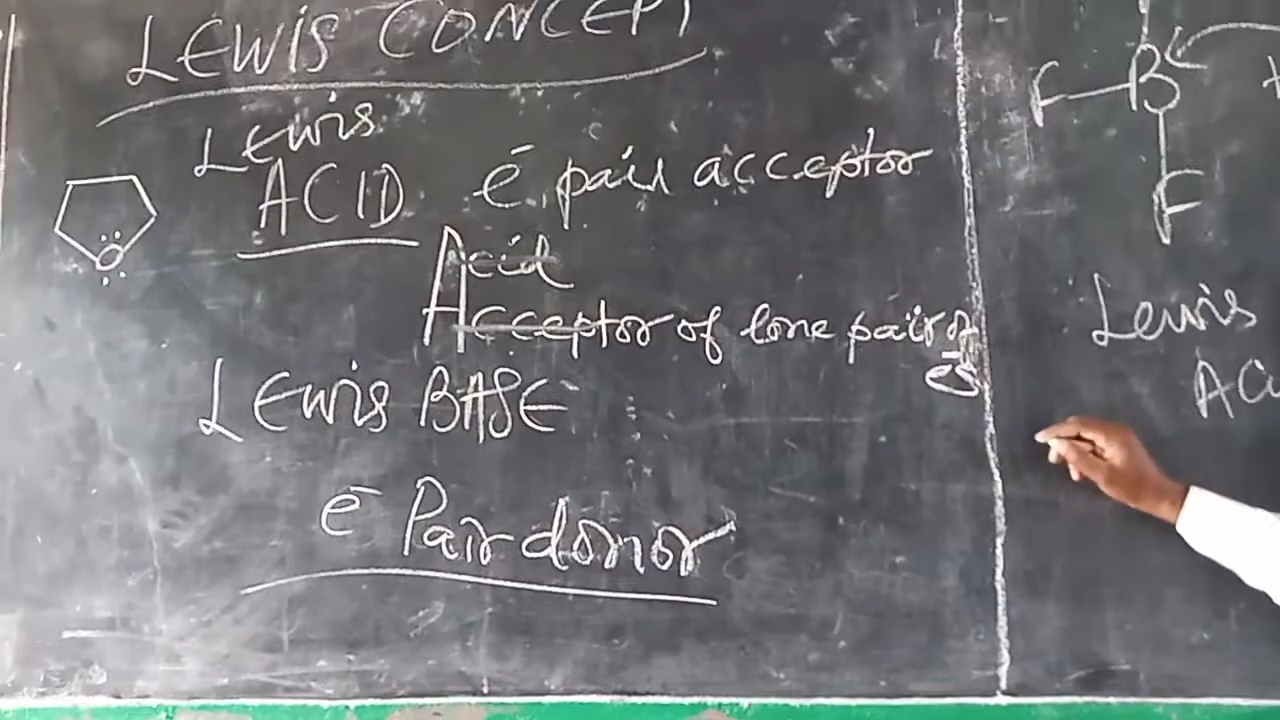 LEWIS CONCEPT
Lewis
ACID ē pair acceptor
Acid
Acceptor of lone pair of
ēs
LEWIS BASE
ē Pair donor
O
F—B +
F
Lewis